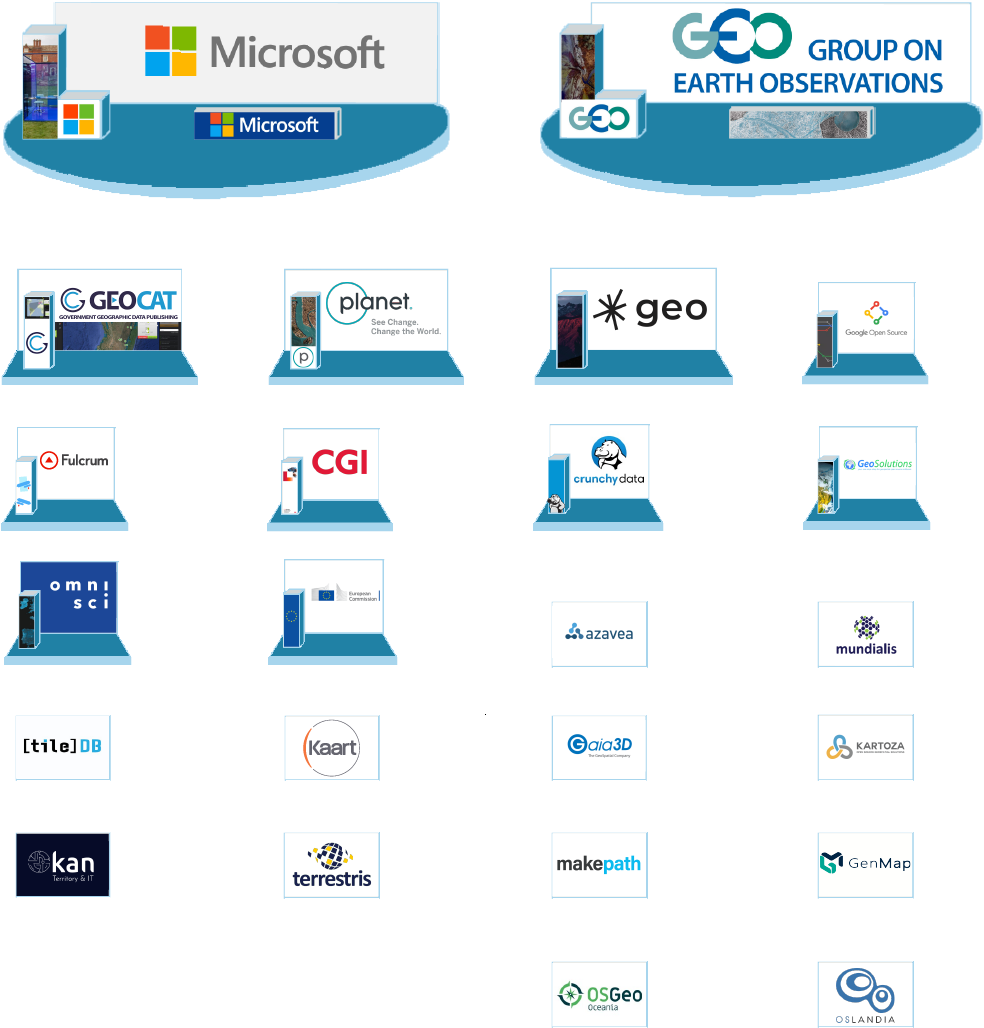 Microsoft
Microsoft
GEO
GROUP ON
EARTH OBSERVATIONS
GEO
GEOCAT
GOVERNMENT GEOGRAPHIC DATA PUBLISHING
planet.
See Change.
Change the World.
p
geo
Google Open Source
Fulcrum
CGI
crunchydata
GeoSolutions
omni
sci
European
Commission
azavea
mundialis
[tile]DB
Kaart
Gaia3D
The GeoSpatial Company
KARTOZA
kan
Territory & IT
terrestris
makepath
GenMap
OSGeo
Oceania
OSLANDIA